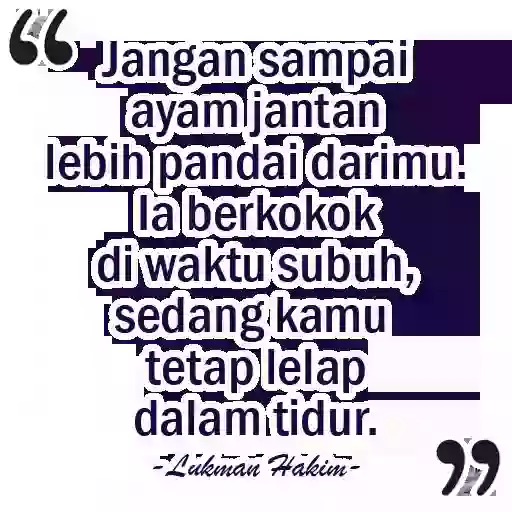 “
Jangan sampai
ayam jantan
lebih pandai darimu.
Ia berkokok
di waktu subuh,
sedang kamu
tetap lelap
dalam tidur.
-Lukman Hakim-
”